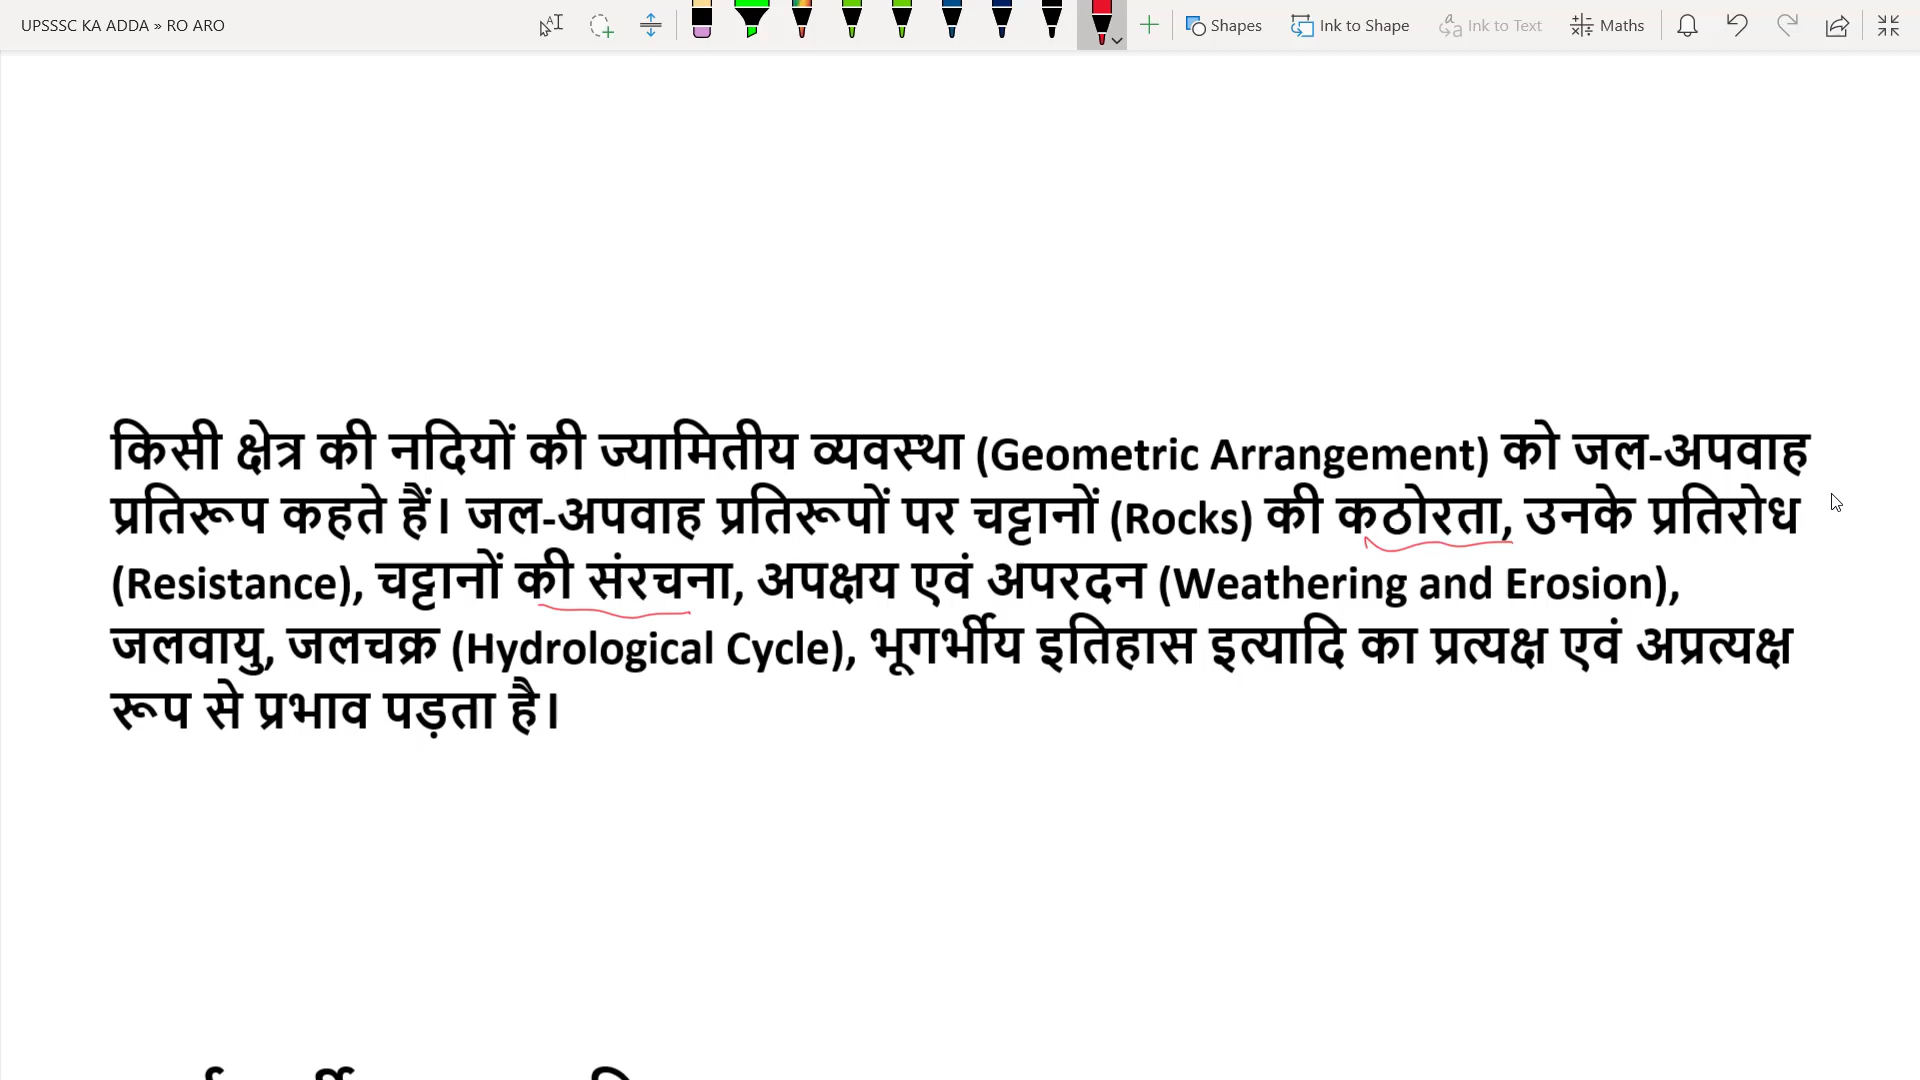 UPSSSC KA ADDA » RO ARO
Shapes
Ink to Shape
Ink to Text
Maths
किसी क्षेत्र की नदियों की ज्यामितीय व्यवस्था (Geometric Arrangement) को जल-अपवाह
प्रतिरूप कहते हैं। जल-अपवाह प्रतिरूपों पर चट्टानों (Rocks) की कठोरता, उनके प्रतिरोध
(Resistance), चट्टानों की संरचना, अपक्षय एवं अपरदन (Weathering and Erosion),
जलवायु, जलचक्र (Hydrological Cycle), भूगर्भीय इतिहास इत्यादि का प्रत्यक्ष एवं अप्रत्यक्ष
रूप से प्रभाव पड़ता है।